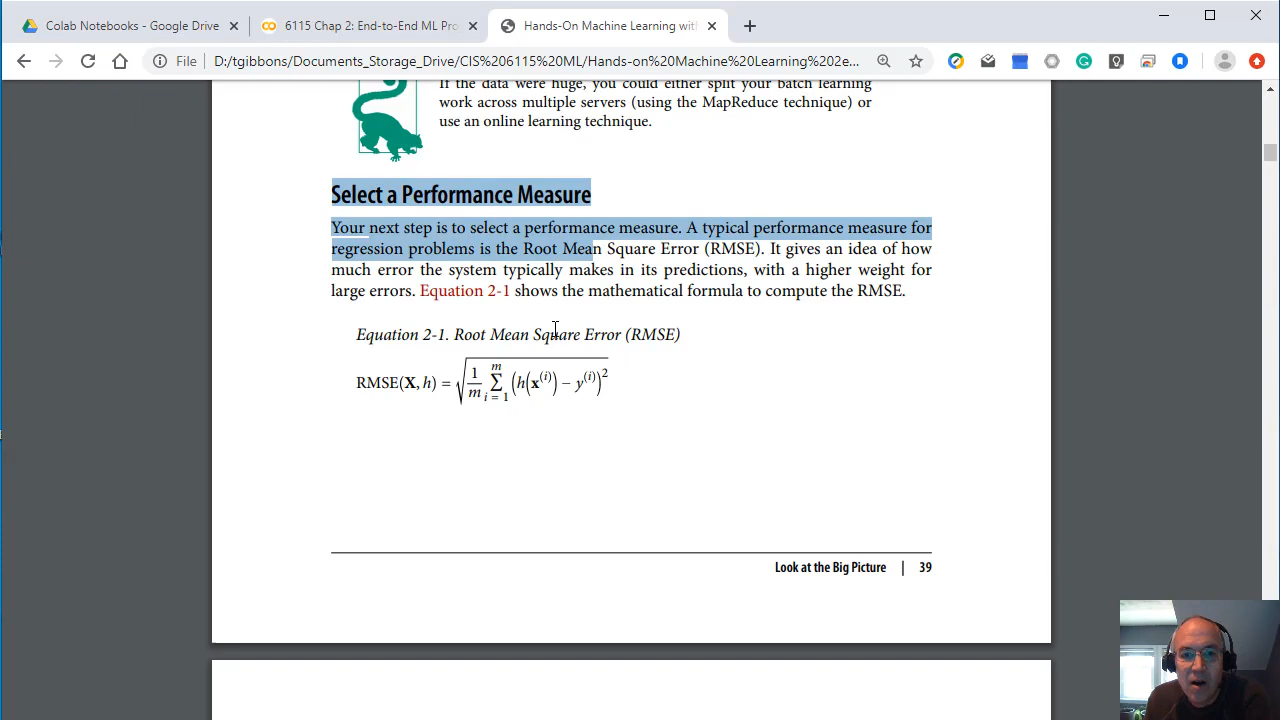 Colab Notebooks - Google Drive
6115 Chap 2: End-to-End ML Pro
Hands-On Machine Learning with
File
D:/tgibbons/Documents_Storage_Drive/CIS%206115%20ML/Hands-on%20Machine%20Learning%202e...
If the data were huge, you could either split your batch learning
work across multiple servers (using the MapReduce technique) or
use an online learning technique.
Select a Performance Measure
Your next step is to select a performance measure. A typical performance measure for
regression problems is the Root Mean Square Error (RMSE). It gives an idea of how
much error the system typically makes in its predictions, with a higher weight for
large errors. Equation 2-1 shows the mathematical formula to compute the RMSE.
Equation 2-1. Root Mean Square Error (RMSE)
RMSE(X, h) = √(1/m ∑_{i = 1}^{m} (h(x^(i)) − y^(i))^2)
Look at the Big Picture | 39